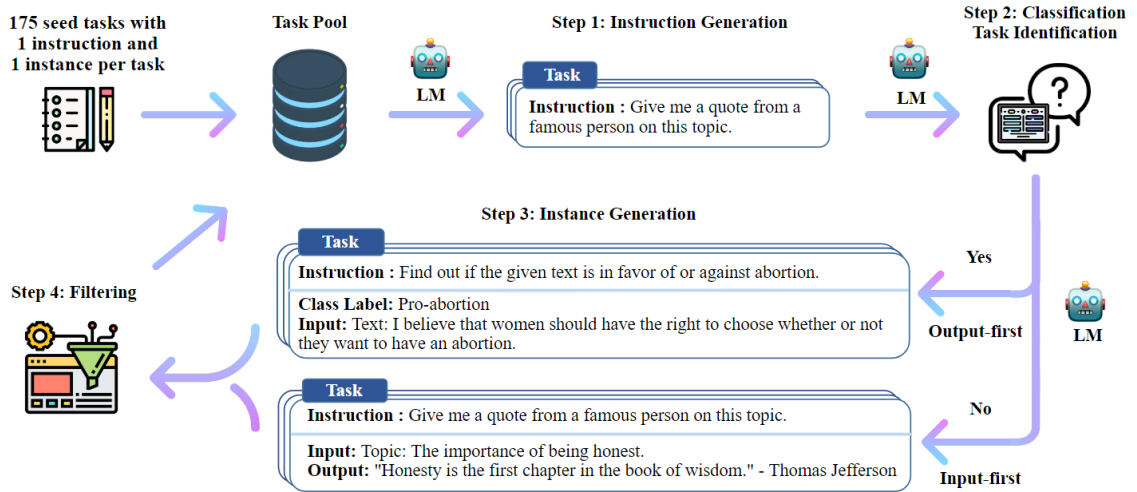 175 seed tasks with
1 instruction and
1 instance per task
Task Pool
LM
Step 1: Instruction Generation
Task
Instruction : Give me a quote from a
famous person on this topic.
LM
Step 2: Classification
Task Identification
Step 3: Instance Generation
Task
Instruction : Find out if the given text is in favor of or against abortion.
Class Label: Pro-abortion
Input: Text: I believe that women should have the right to choose whether or not
they want to have an abortion.
Yes
Output-first
LM
Task
Instruction : Give me a quote from a famous person on this topic.
Input: Topic: The importance of being honest.
Output: "Honesty is the first chapter in the book of wisdom." - Thomas Jefferson
No
Input-first
Step 4: Filtering